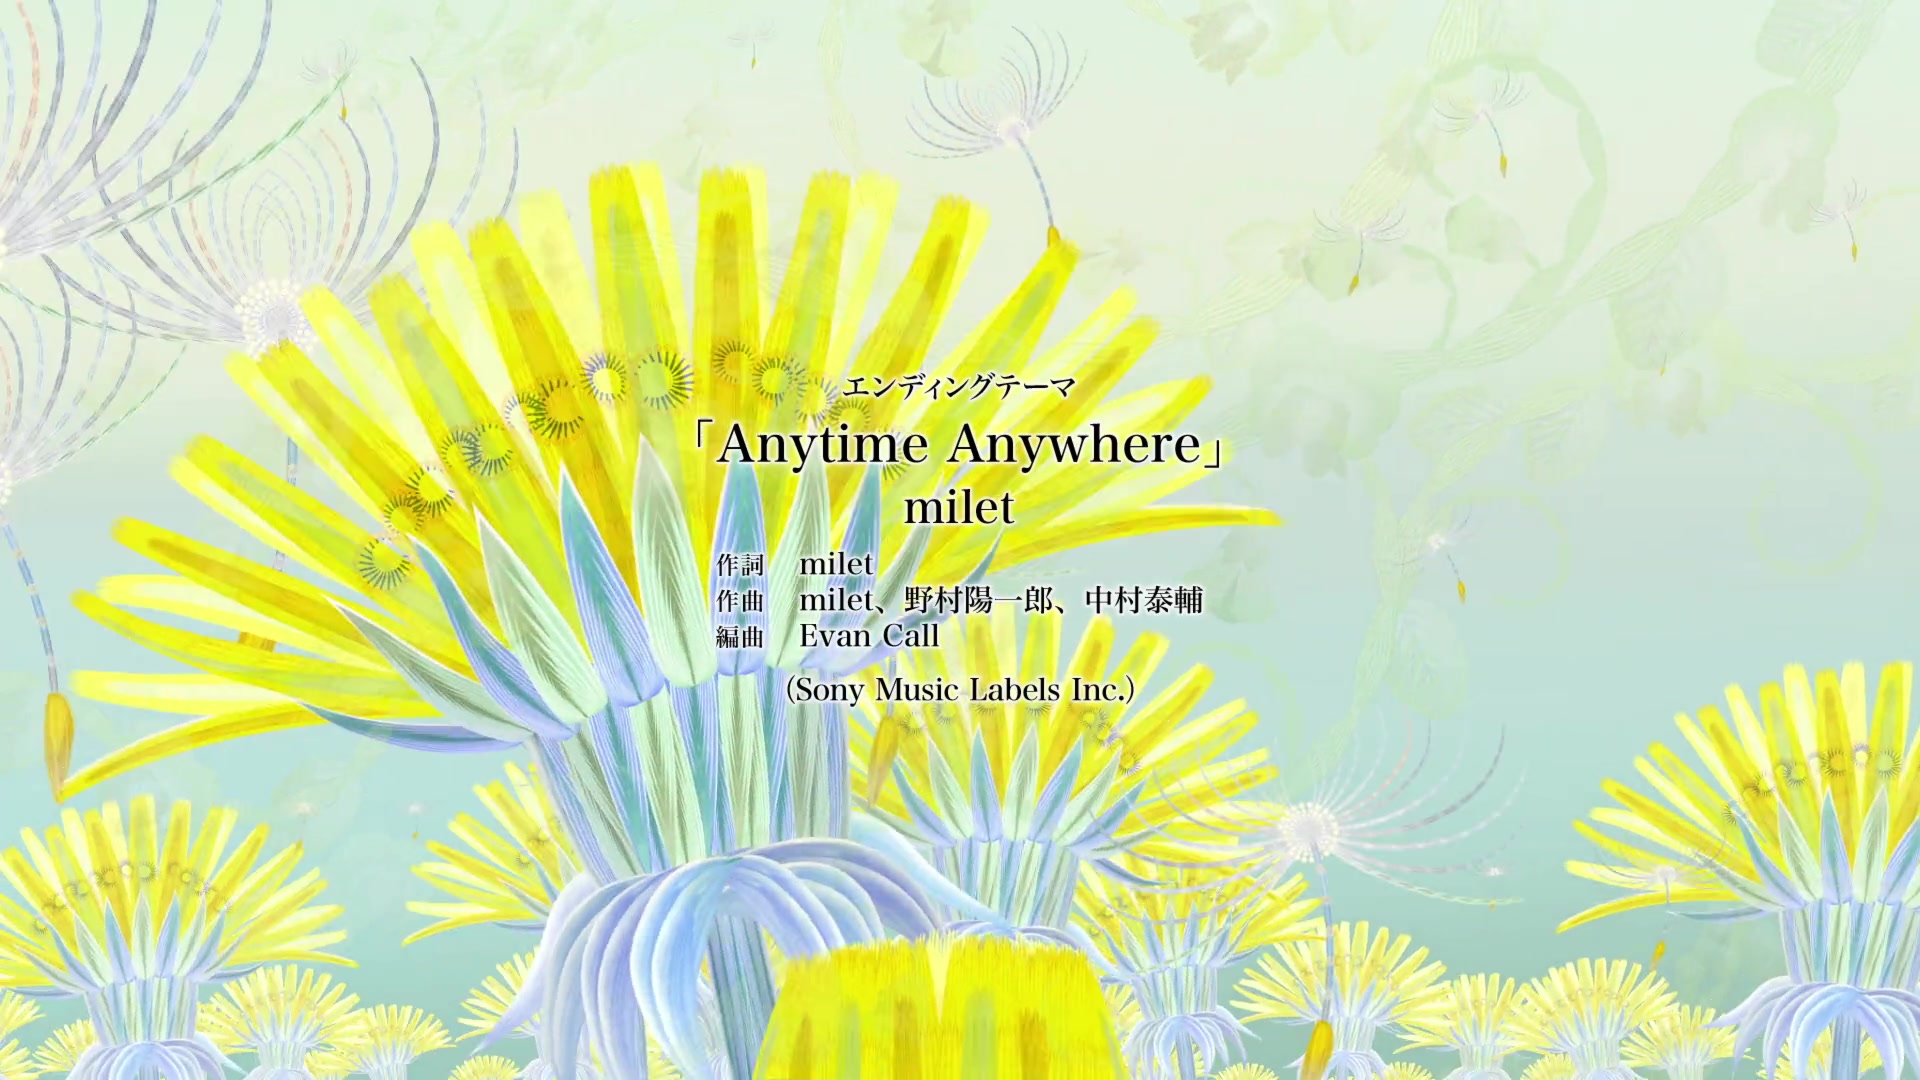 エンディングテーマ
「Anytime Anywhere」
milet
作詞 milet
作曲 milet、野村陽一郎、中村泰輔
編曲 Evan Call
(Sony Music Labels Inc.)